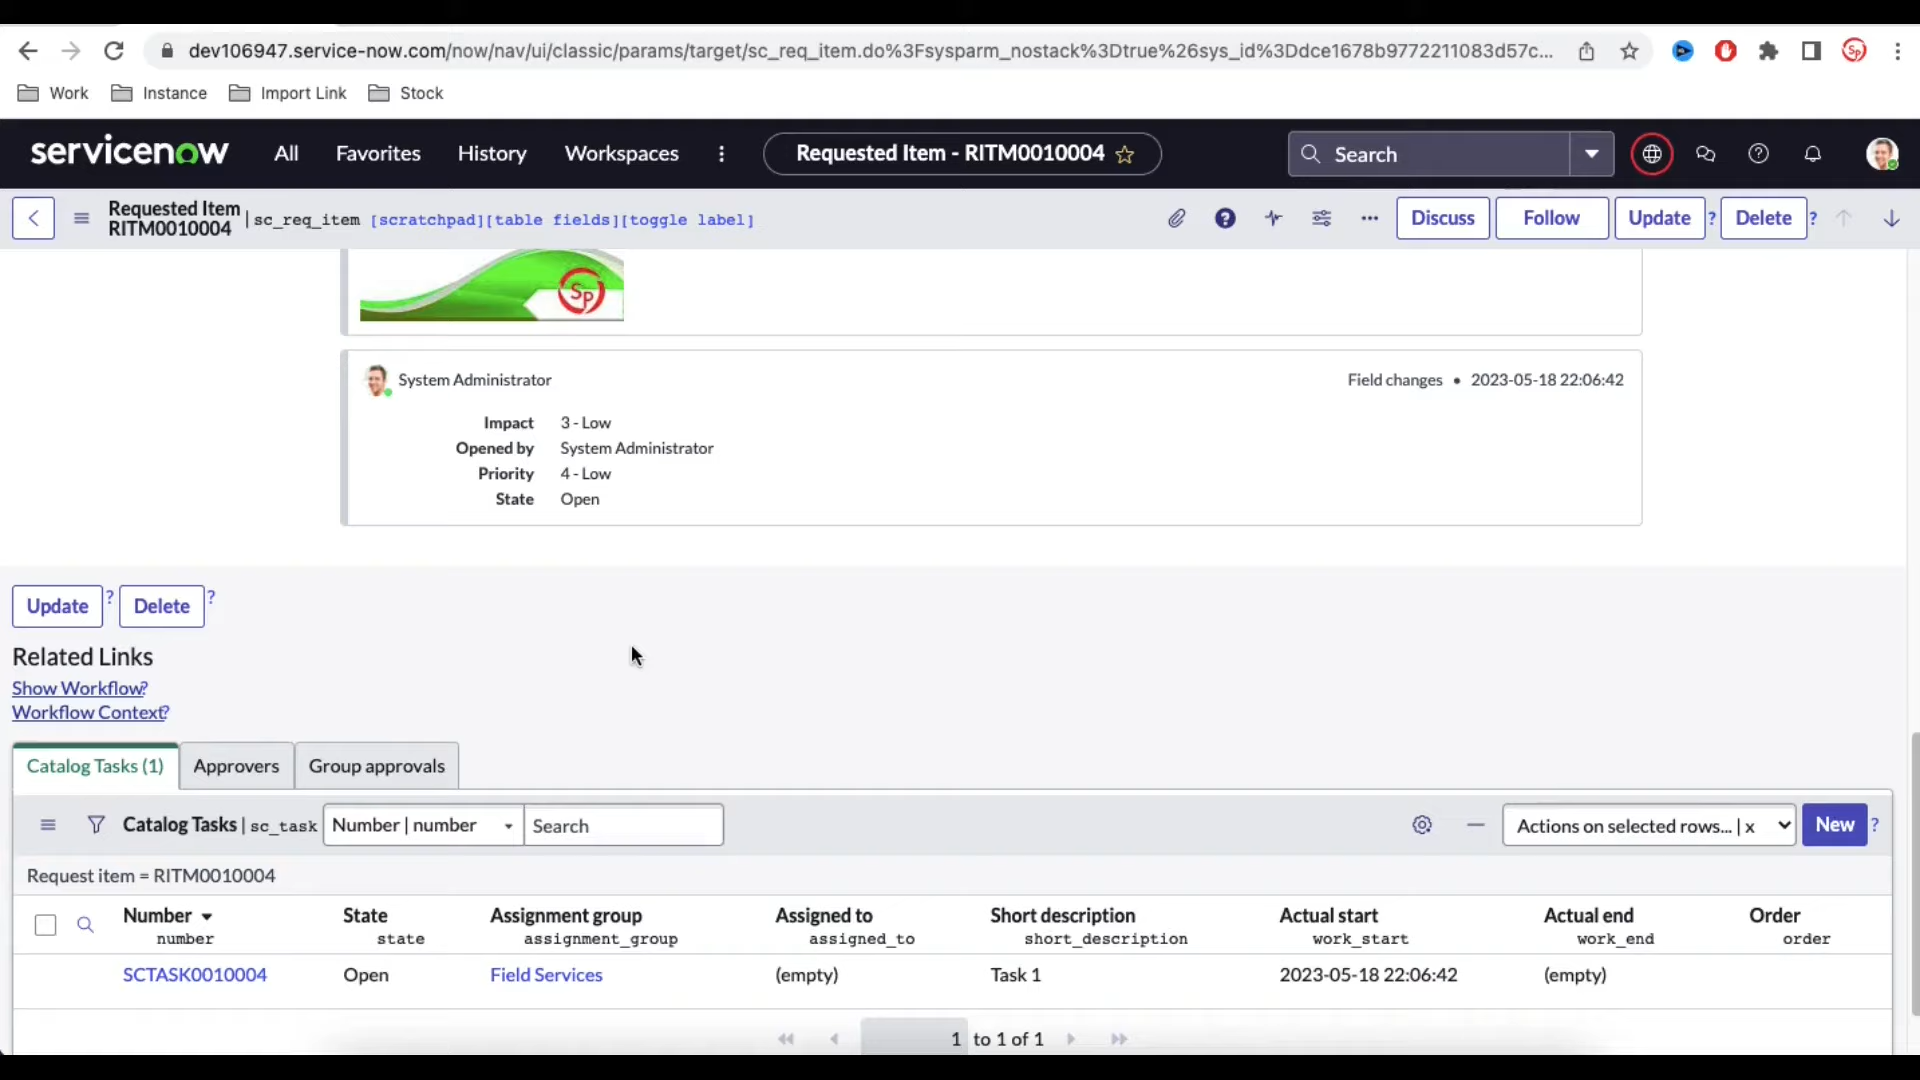 dev106947.service-now.com/now/nav/ui/classic/params/target/sc_req_item.do%3Fsysparm_nostack%3Dtrue%26sys_id%3Ddce1678b9772211083d57c...
Work Instance Import Link Stock
servicenow All Favorites History Workspaces Requested Item - RITM0010004 Search
Requested Item
RITM0010004 | sc_req_item [scratchpad][table fields][toggle label] Discuss Follow Update ? Delete ?
Sp
System Administrator Field changes • 2023-05-18 22:06:42
Impact 3 - Low
Opened by System Administrator
Priority 4 - Low
State Open
Update ? Delete ?
Related Links
Show Workflow?
Workflow Context?
Catalog Tasks (1) Approvers Group approvals
Catalog Tasks | sc_task Number | number Search Actions on selected rows... | x New ?
Request item = RITM0010004
Number State Assignment group Assigned to Short description Actual start Actual end Order
number state assignment_group assigned_to short_description work_start work_end order
SCTASK0010004 Open Field Services (empty) Task 1 2023-05-18 22:06:42 (empty)
1 to 1 of 1